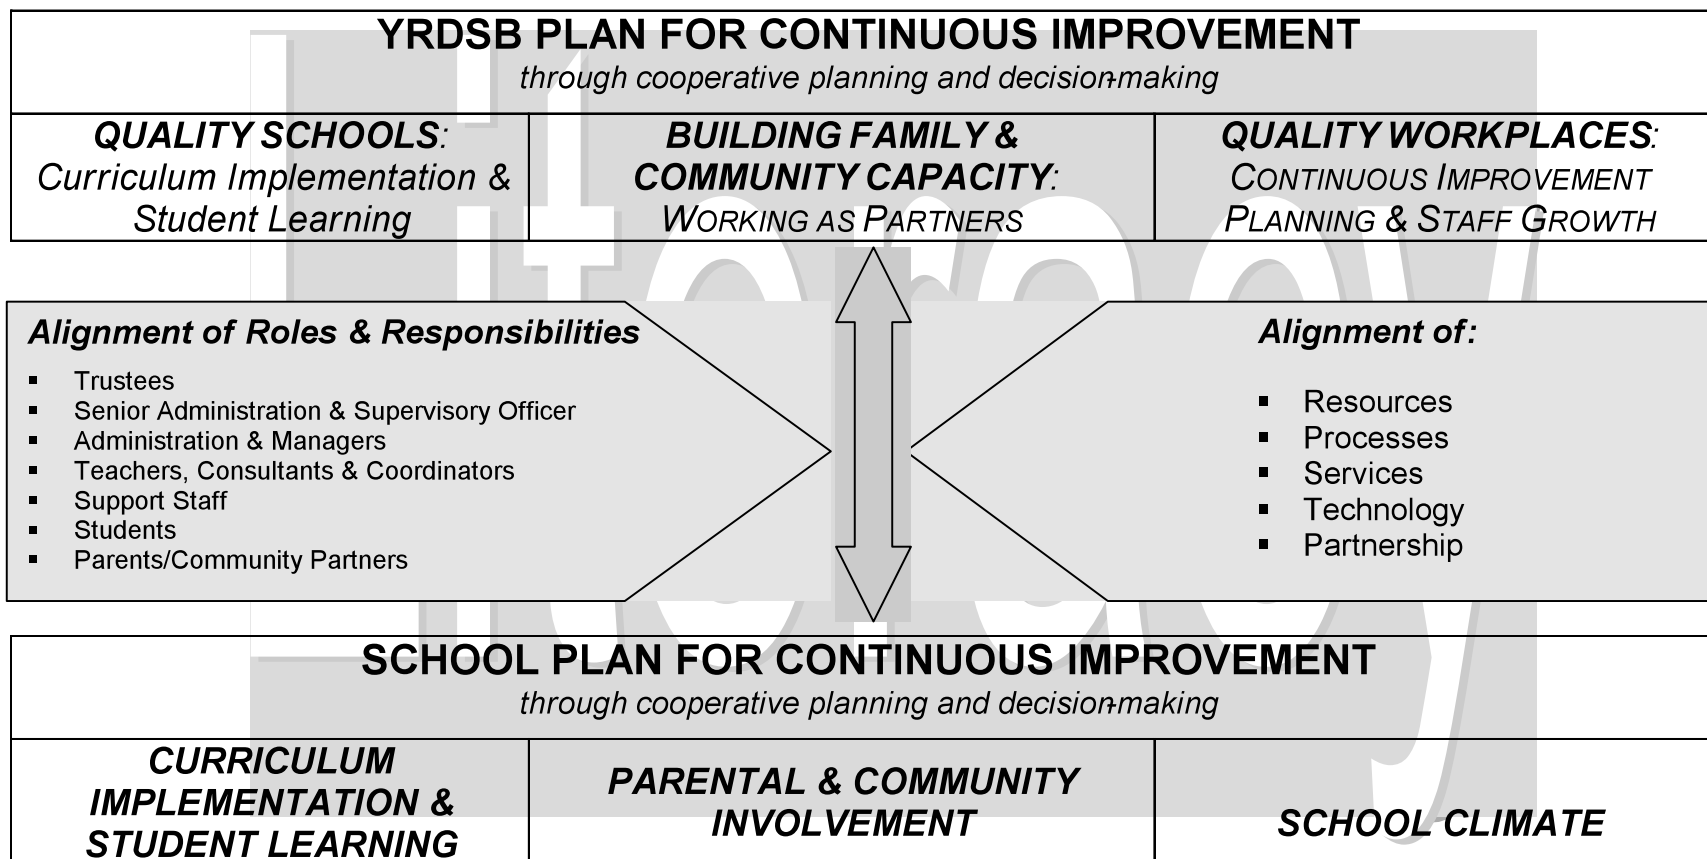 YRDSB PLAN FOR CONTINUOUS IMPROVEMENT
through cooperative planning and decision-making
QUALITY SCHOOLS:
Curriculum Implementation &
Student Learning
BUILDING FAMILY &
COMMUNITY CAPACITY:
WORKING AS PARTNERS
QUALITY WORKPLACES:
CONTINUOUS IMPROVEMENT
PLANNING & STAFF GROWTH
Alignment of Roles & Responsibilities
▪ Trustees
▪ Senior Administration & Supervisory Officer
▪ Administration & Managers
▪ Teachers, Consultants & Coordinators
▪ Support Staff
▪ Students
▪ Parents/Community Partners
Alignment of:
▪ Resources
▪ Processes
▪ Services
▪ Technology
▪ Partnership
SCHOOL PLAN FOR CONTINUOUS IMPROVEMENT
through cooperative planning and decision-making
CURRICULUM
IMPLEMENTATION &
STUDENT LEARNING
PARENTAL & COMMUNITY
INVOLVEMENT
SCHOOL CLIMATE